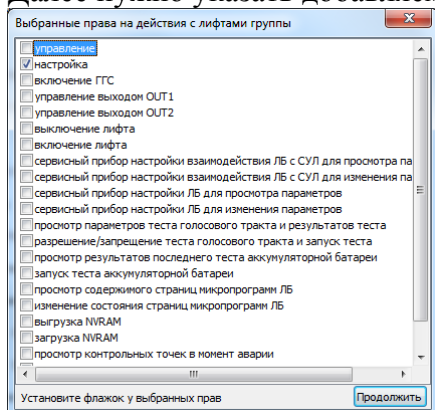 Далее нужно указать добавляем
Выбранные права на действия с лифтами группы
управление
настройка
включение ГГС
управление выходом OUT1
управление выходом OUT2
выключение лифта
включение лифта
сервисный прибор настройки взаимодействия ЛБ с СУЛ для просмотра па
сервисный прибор настройки взаимодействия ЛБ с СУЛ для изменения па
сервисный прибор настройки ЛБ для просмотра параметров
сервисный прибор настройки ЛБ для изменения параметров
просмотр параметров теста голосового тракта и результатов теста
разрешение/запрещение теста голосового тракта и запуск теста
просмотр результатов последнего теста аккумуляторной батареи
запуск теста аккумуляторной батареи
просмотр содержимого страниц микропрограмм ЛБ
изменение состояния страниц микропрограмм ЛБ
выгрузка NVRAM
загрузка NVRAM
просмотр контрольных точек в момент аварии
Установите флажок у выбранных прав
Продолжить